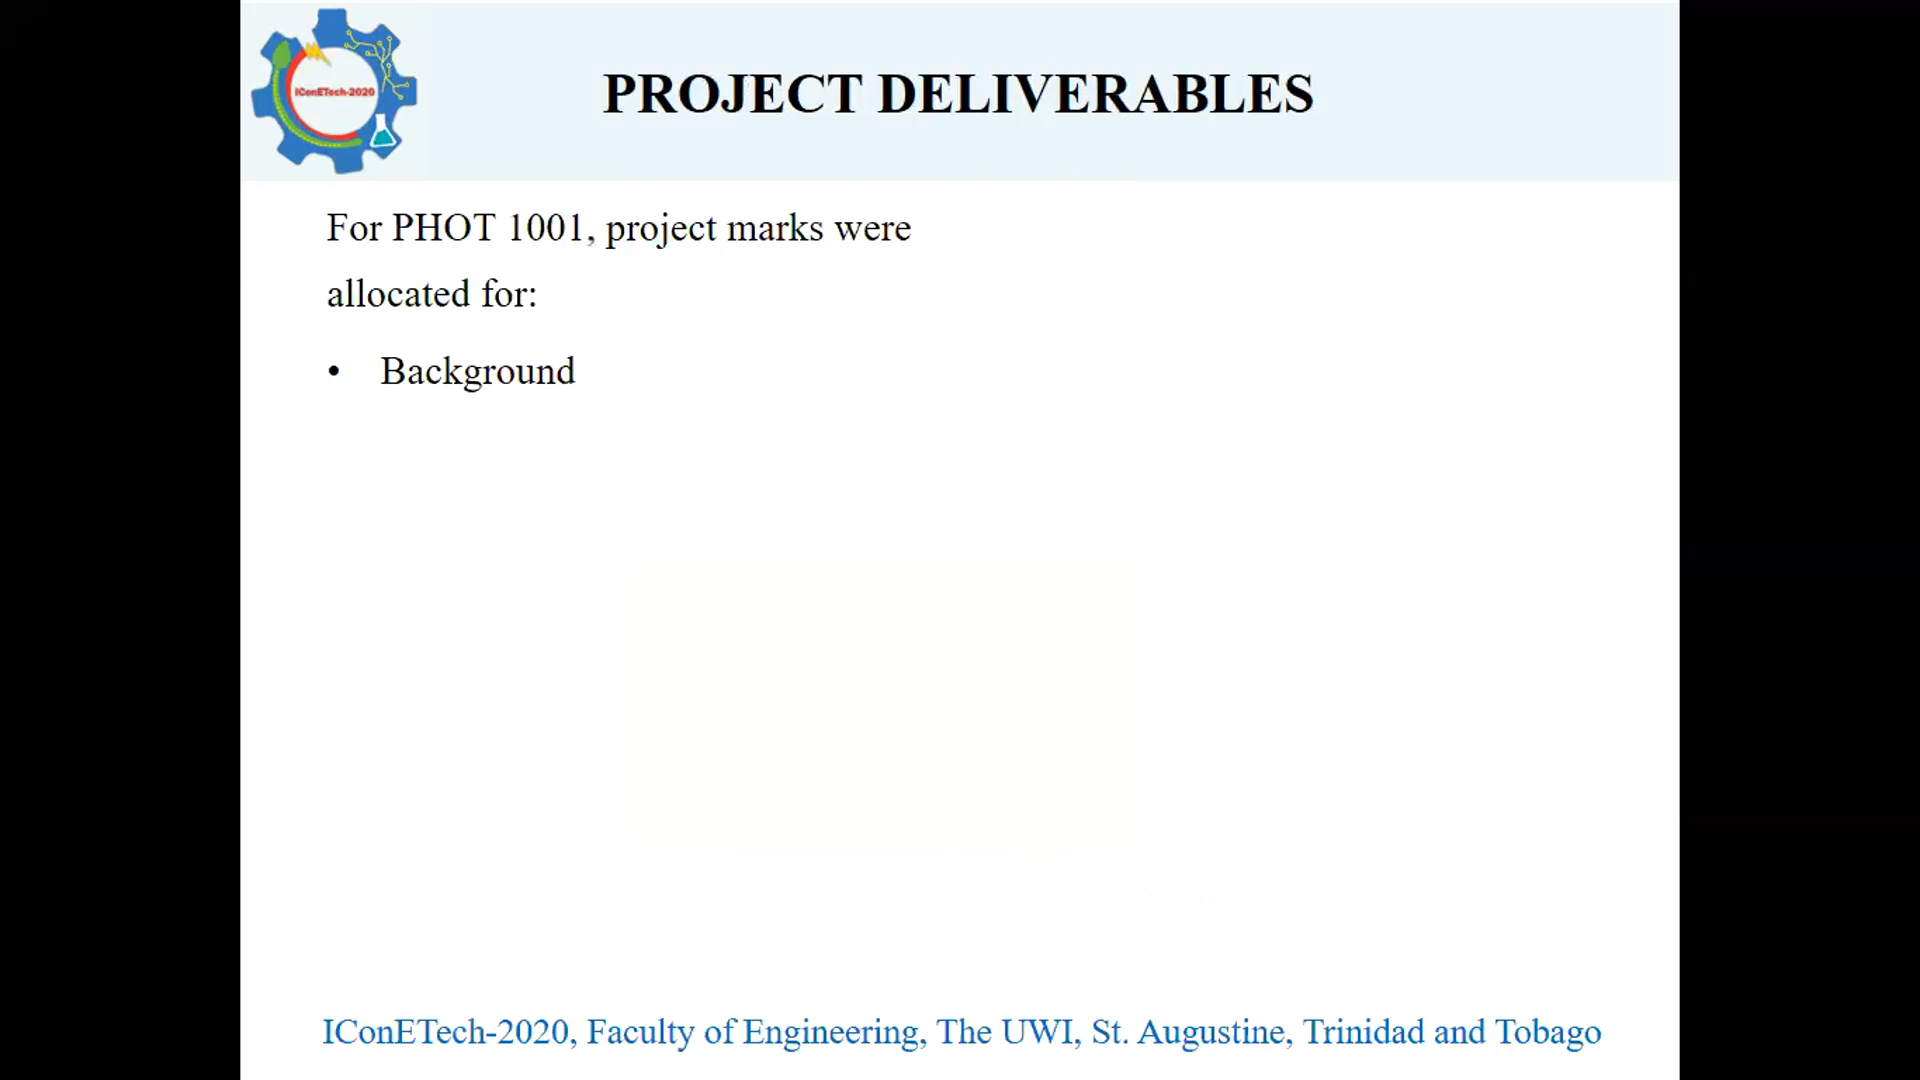 IConETech-2020
PROJECT DELIVERABLES
For PHOT 1001, project marks were
allocated for:
• Background
IConETech-2020, Faculty of Engineering, The UWI, St. Augustine, Trinidad and Tobago